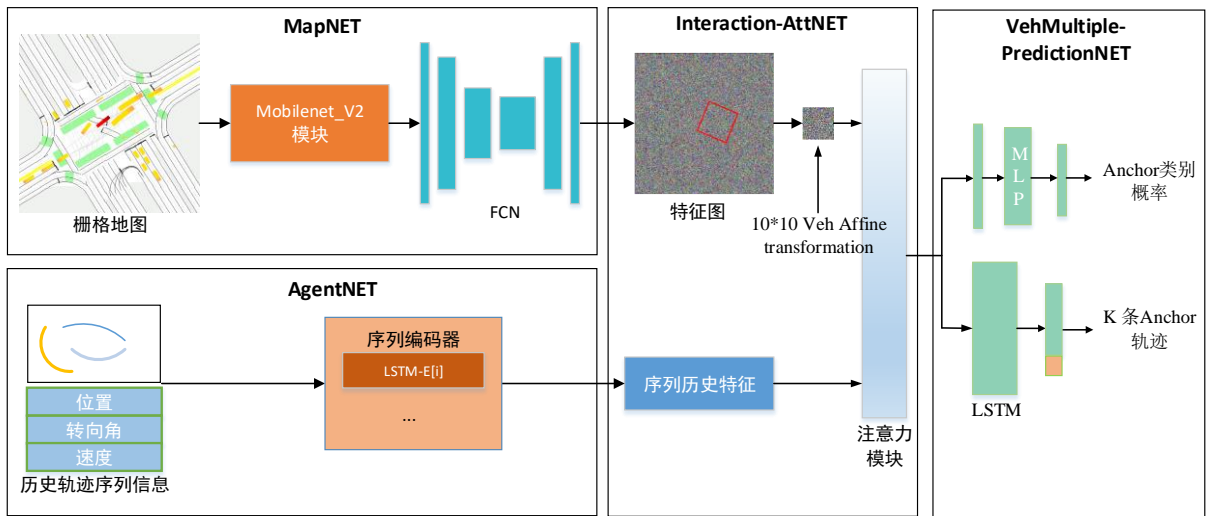 MapNET
Mobilenet_V2
模块
栅格地图
FCN
AgentNET
位置
转向角
速度
历史轨迹序列信息
序列编码器
LSTM-E[i]
...
Interaction-AttNET
特征图
10*10 Veh Affine
transformation
序列历史特征
注意力
模块
VehMultiple-
PredictionNET
M
L
P
Anchor类别
概率
LSTM
K 条Anchor
轨迹